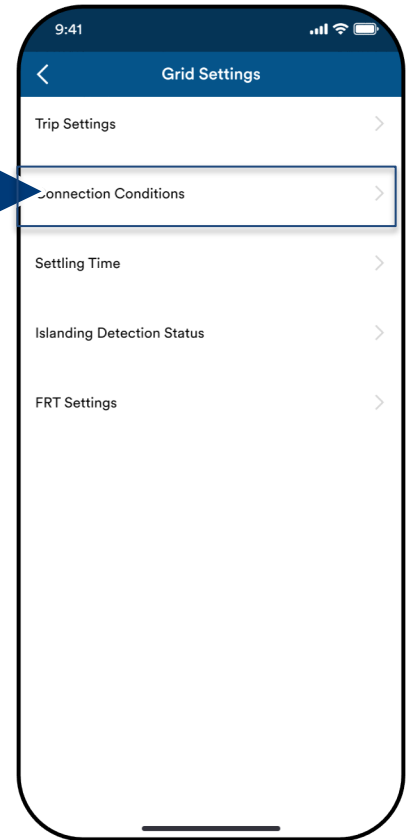 9:41
Grid Settings
Trip Settings
Connection Conditions
Settling Time
Islanding Detection Status
FRT Settings